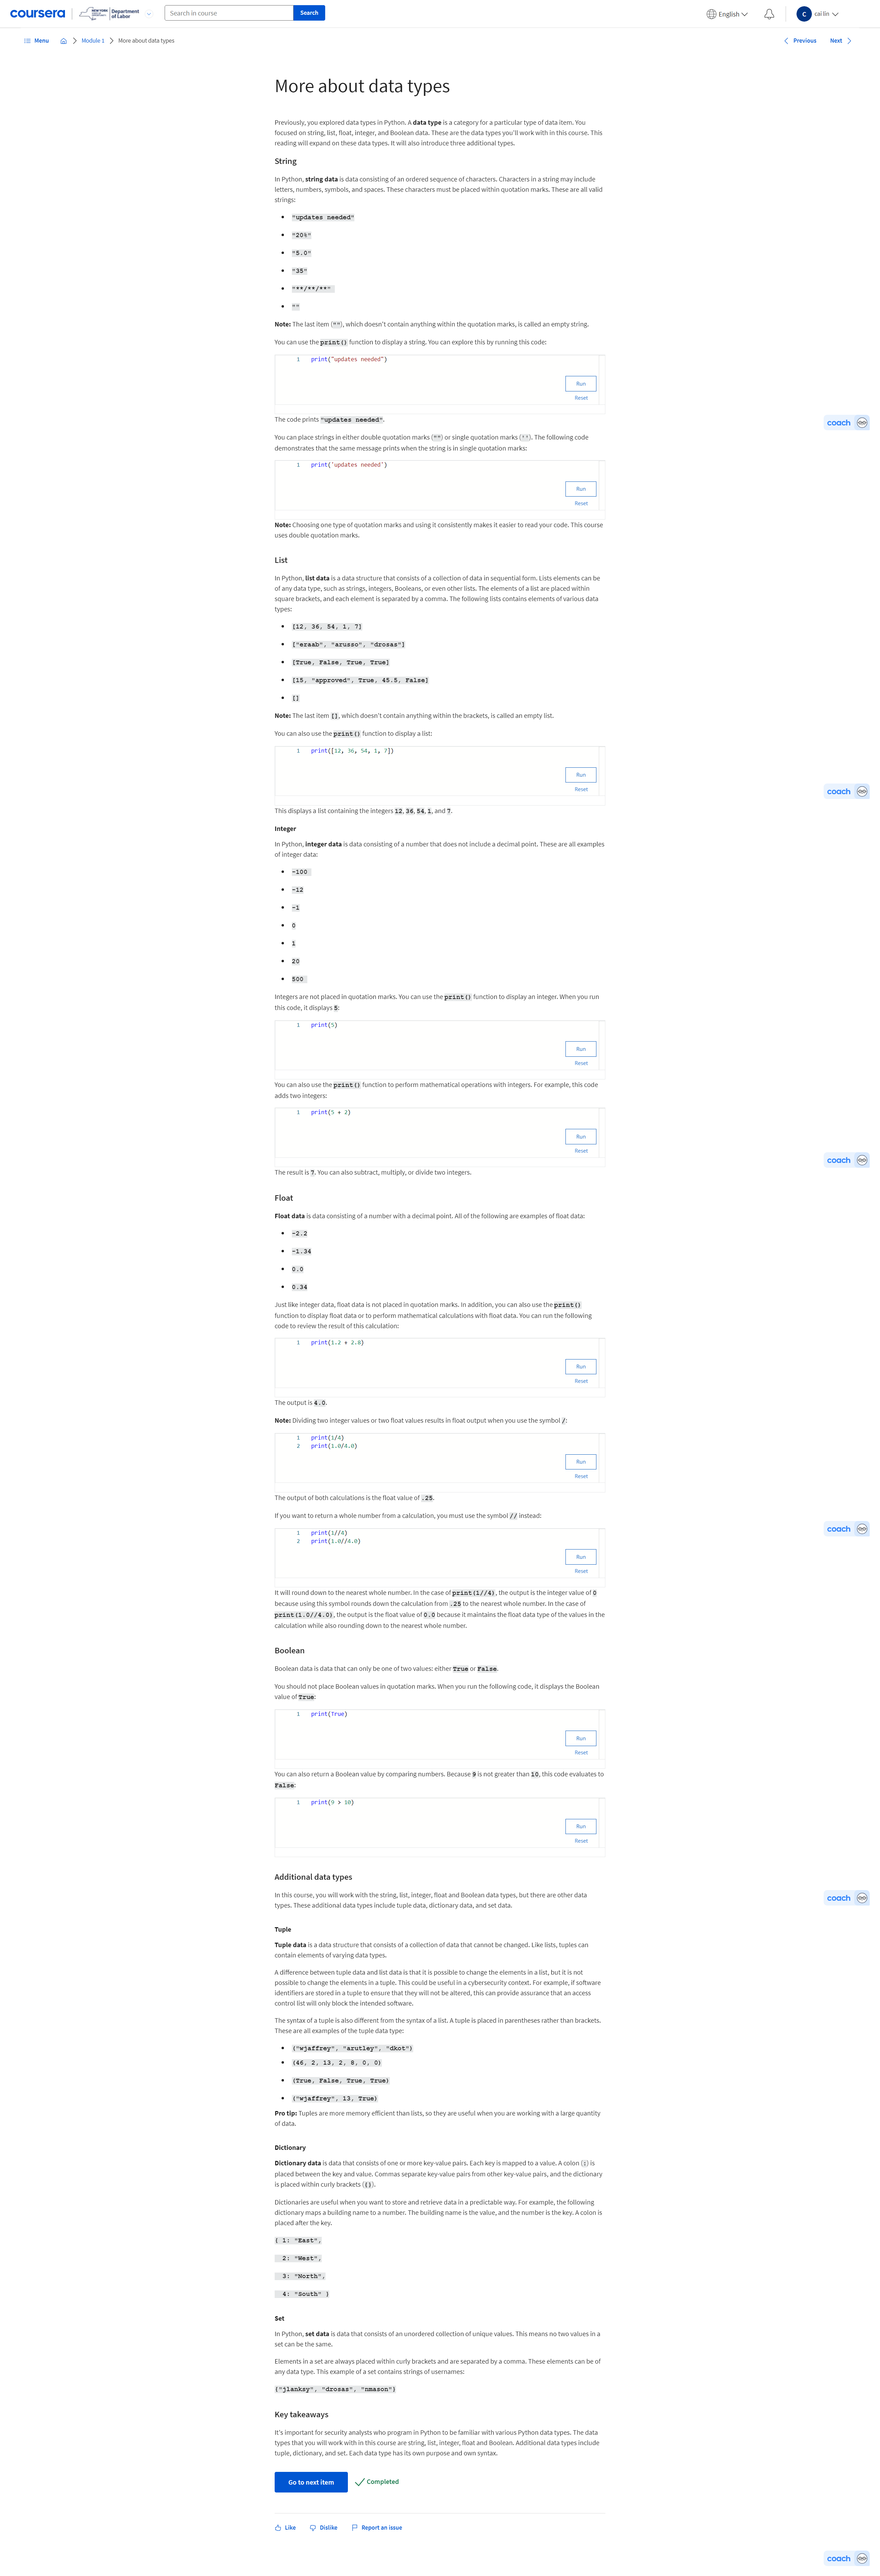 coursera
NEW YORK
Department
of Labor
Search in course
Search
English
C
cai lin
Menu
Module 1
More about data types
Previous
Next
More about data types
Previously, you explored data types in Python. A data type is a category for a particular type of data item. You
focused on string, list, float, integer, and Boolean data. These are the data types you'll work with in this course. This
reading will expand on these data types. It will also introduce three additional types.
String
In Python, string data is data consisting of an ordered sequence of characters. Characters in a string may include
letters, numbers, symbols, and spaces. These characters must be placed within quotation marks. These are all valid
strings:
• "updates needed"
• "20%"
• "5.0"
• "35"
• "**/**/**"
• ""
Note: The last item (""), which doesn't contain anything within the quotation marks, is called an empty string.
You can use the print() function to display a string. You can explore this by running this code:
1 print("updates needed")
Run
Reset
The code prints "updates needed".
coach
You can place strings in either double quotation marks ("") or single quotation marks (''). The following code
demonstrates that the same message prints when the string is in single quotation marks:
1 print('updates needed')
Run
Reset
Note: Choosing one type of quotation marks and using it consistently makes it easier to read your code. This course
uses double quotation marks.
List
In Python, list data is a data structure that consists of a collection of data in sequential form. Lists elements can be
of any data type, such as strings, integers, Booleans, or even other lists. The elements of a list are placed within
square brackets, and each element is separated by a comma. The following lists contains elements of various data
types:
• [12, 36, 54, 1, 7]
• ["eraab", "arusso", "drosas"]
• [True, False, True, True]
• [15, "approved", True, 45.5, False]
• []
Note: The last item [], which doesn't contain anything within the brackets, is called an empty list.
You can also use the print() function to display a list:
1 print([12, 36, 54, 1, 7])
Run
Reset
coach
This displays a list containing the integers 12, 36, 54, 1, and 7.
Integer
In Python, integer data is data consisting of a number that does not include a decimal point. These are all examples
of integer data:
• -100
• -12
• -1
• 0
• 1
• 20
• 500
Integers are not placed in quotation marks. You can use the print() function to display an integer. When you run
this code, it displays 5:
1 print(5)
Run
Reset
You can also use the print() function to perform mathematical operations with integers. For example, this code
adds two integers:
1 print(5 + 2)
Run
Reset
coach
The result is 7. You can also subtract, multiply, or divide two integers.
Float
Float data is data consisting of a number with a decimal point. All of the following are examples of float data:
• -2.2
• -1.34
• 0.0
• 0.34
Just like integer data, float data is not placed in quotation marks. In addition, you can also use the print()
function to display float data or to perform mathematical calculations with float data. You can run the following
code to review the result of this calculation:
1 print(1.2 + 2.8)
Run
Reset
The output is 4.0.
Note: Dividing two integer values or two float values results in float output when you use the symbol /:
1 print(1/4)
2 print(1.0/4.0)
Run
Reset
The output of both calculations is the float value of .25.
If you want to return a whole number from a calculation, you must use the symbol // instead:
1 print(1//4)
2 print(1.0//4.0)
Run
Reset
coach
It will round down to the nearest whole number. In the case of print(1//4), the output is the integer value of 0
because using this symbol rounds down the calculation from .25 to the nearest whole number. In the case of
print(1.0//4.0), the output is the float value of 0.0 because it maintains the float data type of the values in the
calculation while also rounding down to the nearest whole number.
Boolean
Boolean data is data that can only be one of two values: either True or False.
You should not place Boolean values in quotation marks. When you run the following code, it displays the Boolean
value of True:
1 print(True)
Run
Reset
You can also return a Boolean value by comparing numbers. Because 9 is not greater than 10, this code evaluates to
False:
1 print(9 > 10)
Run
Reset
Additional data types
In this course, you will work with the string, list, integer, float and Boolean data types, but there are other data
types. These additional data types include tuple data, dictionary data, and set data.
coach
Tuple
Tuple data is a data structure that consists of a collection of data that cannot be changed. Like lists, tuples can
contain elements of varying data types.
A difference between tuple data and list data is that it is possible to change the elements in a list, but it is not
possible to change the elements in a tuple. This could be useful in a cybersecurity context. For example, if software
identifiers are stored in a tuple to ensure that they will not be altered, this can provide assurance that an access
control list will only block the intended software.
The syntax of a tuple is also different from the syntax of a list. A tuple is placed in parentheses rather than brackets.
These are all examples of the tuple data type:
• ("wjaffrey", "arutley", "dkot")
• (46, 2, 13, 2, 8, 0, 0)
• (True, False, True, True)
• ("wjaffrey", 13, True)
Pro tip: Tuples are more memory efficient than lists, so they are useful when you are working with a large quantity
of data.
Dictionary
Dictionary data is data that consists of one or more key-value pairs. Each key is mapped to a value. A colon (:) is
placed between the key and value. Commas separate key-value pairs from other key-value pairs, and the dictionary
is placed within curly brackets ({}).
Dictionaries are useful when you want to store and retrieve data in a predictable way. For example, the following
dictionary maps a building name to a number. The building name is the value, and the number is the key. A colon is
placed after the key.
{ 1: "East",
2: "West",
3: "North",
4: "South" }
Set
In Python, set data is data that consists of an unordered collection of unique values. This means no two values in a
set can be the same.
Elements in a set are always placed within curly brackets and are separated by a comma. These elements can be of
any data type. This example of a set contains strings of usernames:
{"jlanksy", "drosas", "nmason"}
Key takeaways
It's important for security analysts who program in Python to be familiar with various Python data types. The data
types that you will work with in this course are string, list, integer, float and Boolean. Additional data types include
tuple, dictionary, and set. Each data type has its own purpose and own syntax.
Go to next item
Completed
Like
Dislike
Report an issue
coach